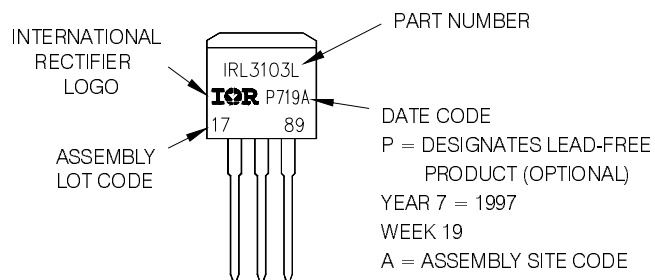 INTERNATIONAL
RECTIFIER
LOGO
ASSEMBLY
LOT CODE
IRL3103L
IOR P719A
17 89
PART NUMBER
DATE CODE
P = DESIGNATES LEAD-FREE
PRODUCT (OPTIONAL)
YEAR 7 = 1997
WEEK 19
A = ASSEMBLY SITE CODE